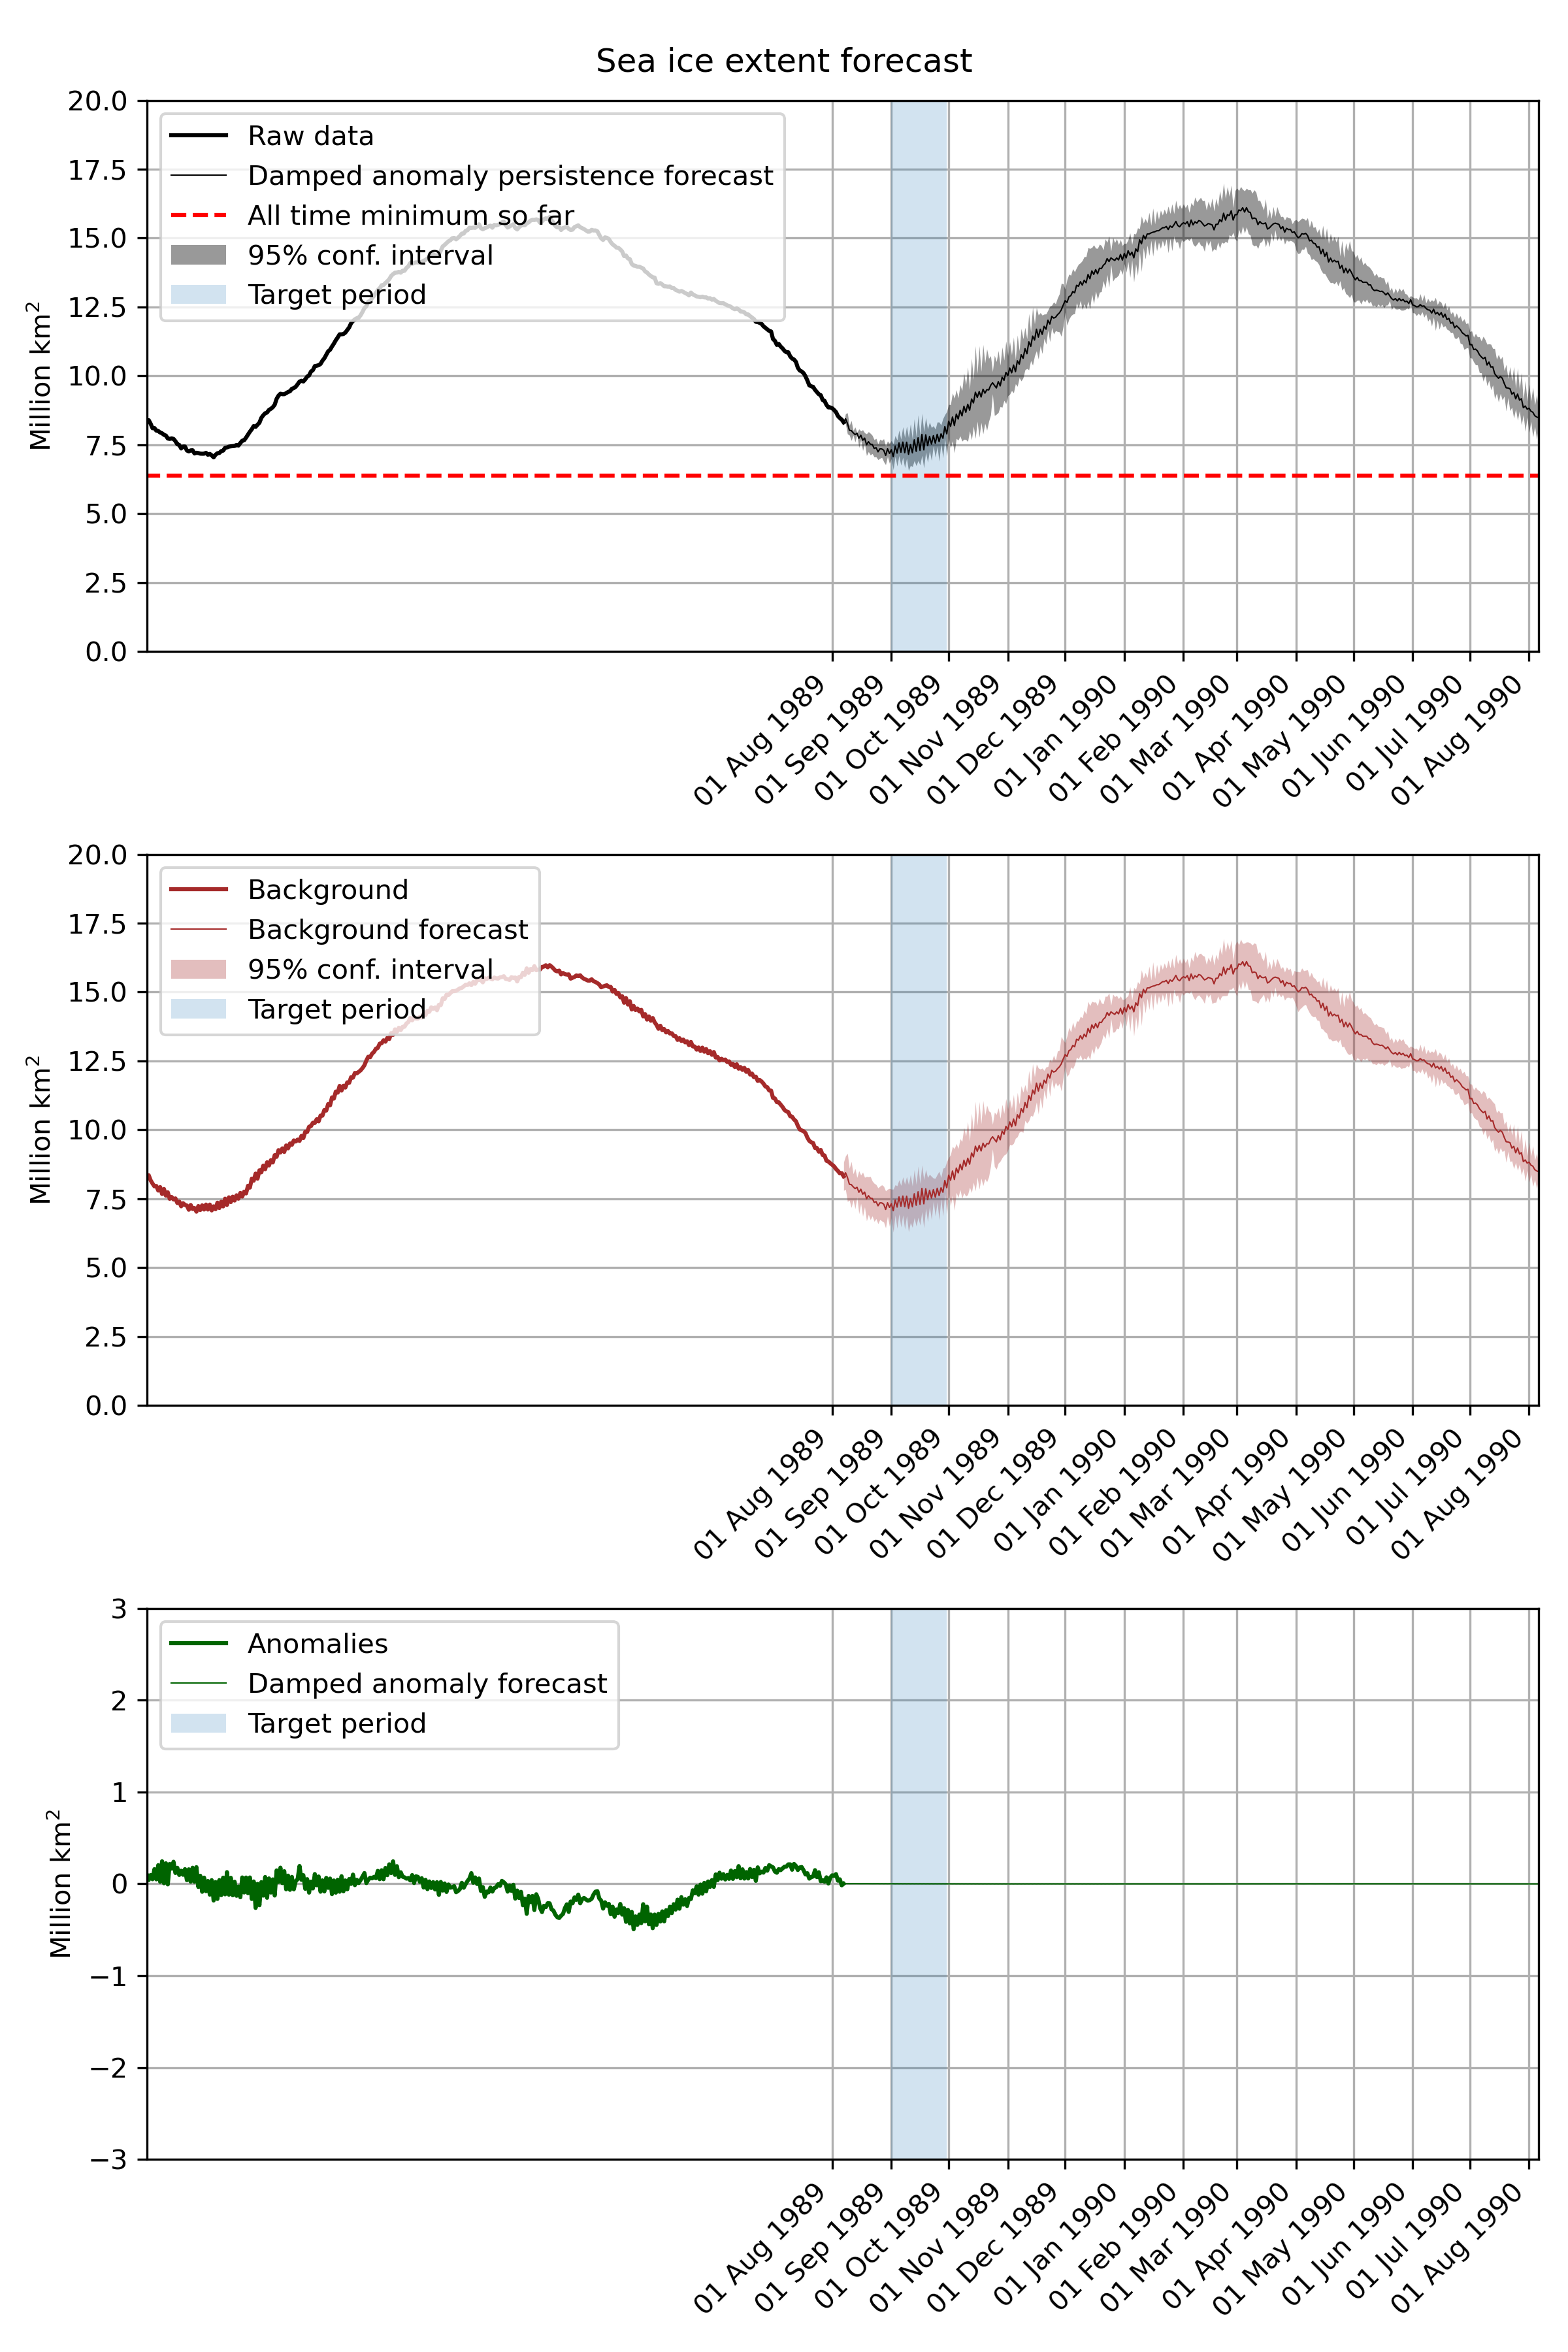 Sea ice extent forecast
20.0
17.5
15.0
12.5
10.0
7.5
5.0
2.5
0.0
Million km²
Raw data
Damped anomaly persistence forecast
All time minimum so far
95% conf. interval
Target period
01 Aug 1989
01 Sep 1989
01 Oct 1989
01 Nov 1989
01 Dec 1989
01 Jan 1990
01 Feb 1990
01 Mar 1990
01 Apr 1990
01 May 1990
01 Jun 1990
01 Jul 1990
01 Aug 1990
20.0
17.5
15.0
12.5
10.0
7.5
5.0
2.5
0.0
Million km²
Background
Background forecast
95% conf. interval
Target period
01 Aug 1989
01 Sep 1989
01 Oct 1989
01 Nov 1989
01 Dec 1989
01 Jan 1990
01 Feb 1990
01 Mar 1990
01 Apr 1990
01 May 1990
01 Jun 1990
01 Jul 1990
01 Aug 1990
3
2
1
0
−1
−2
−3
Million km²
Anomalies
Damped anomaly forecast
Target period
01 Aug 1989
01 Sep 1989
01 Oct 1989
01 Nov 1989
01 Dec 1989
01 Jan 1990
01 Feb 1990
01 Mar 1990
01 Apr 1990
01 May 1990
01 Jun 1990
01 Jul 1990
01 Aug 1990